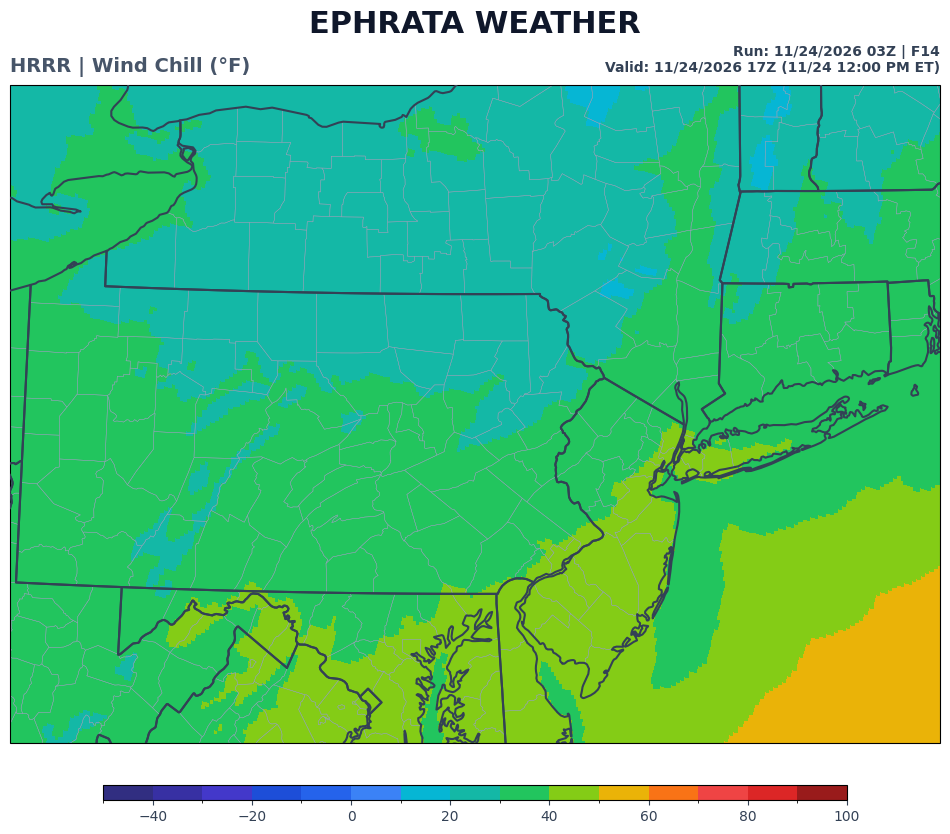 EPHRATA WEATHER
HRRR | Wind Chill (°F)
Run: 11/24/2026 03Z | F14
Valid: 11/24/2026 17Z (11/24 12:00 PM ET)
−40 −20 0 20 40 60 80 100